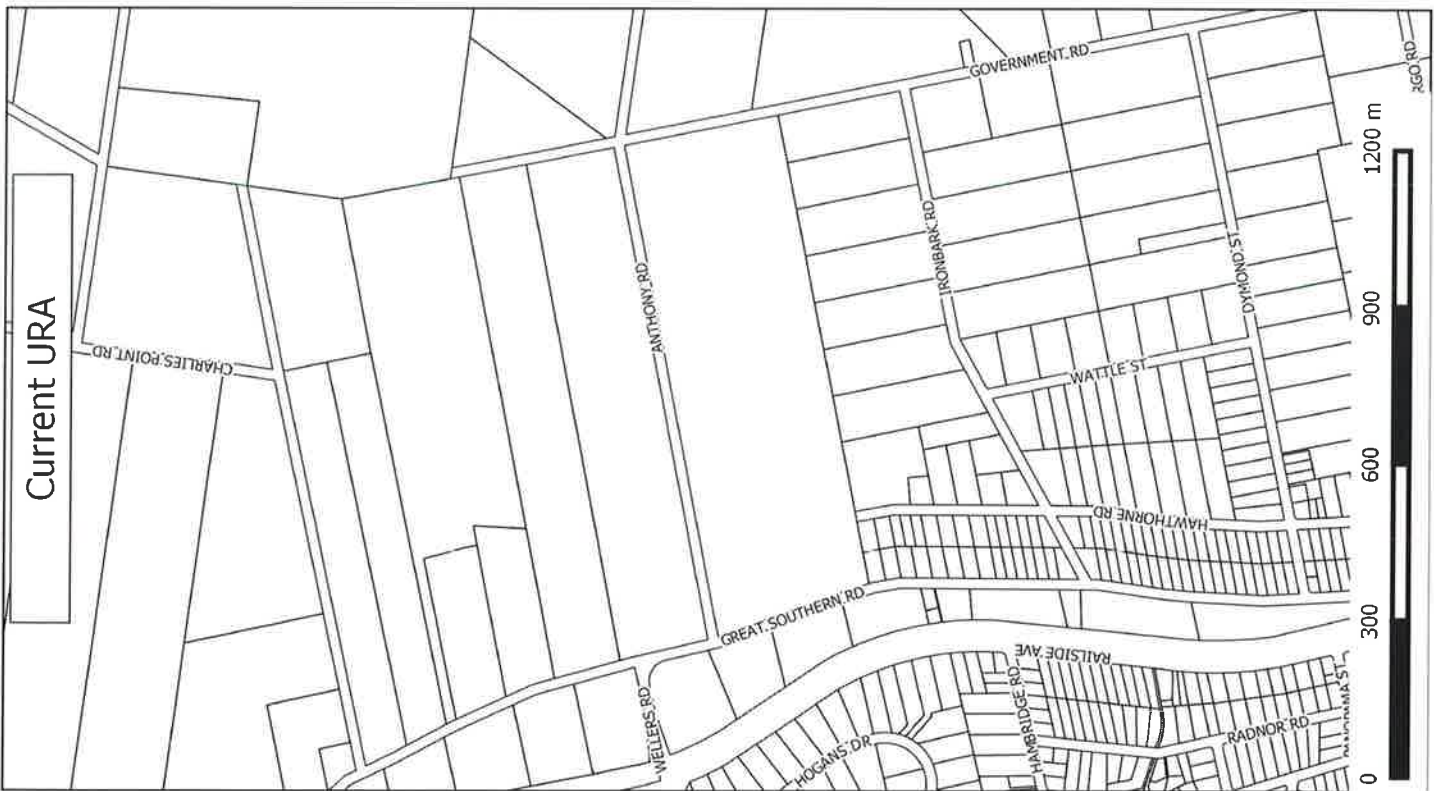 Current URA
GOVERNMENT RD
RGO RD
CHARLIES POINT RD
ANTHONY RD
IRONBARK RD
DYMOND ST
WATTLE ST
HAWTHORNE RD
GREAT SOUTHERN RD
RAILSIDE AVE
WELLERS RD
HAMBRIDGE RD
HOGANS DR
RADNOR RD
0 300 600 900 1200 m